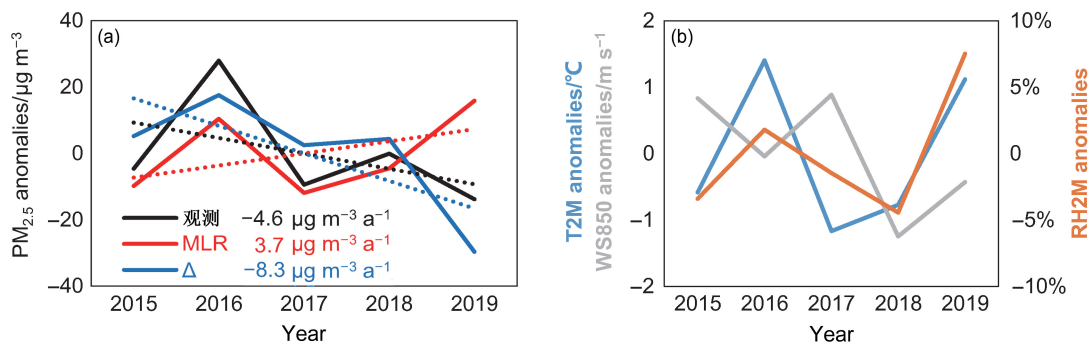 (a)
PM2.5 anomalies/μg m−3
40
20
0
−20
−40
观测 −4.6 μg m−3 a−1
MLR 3.7 μg m−3 a−1
Δ −8.3 μg m−3 a−1
2015 2016 2017 2018 2019
Year
(b)
T2M anomalies/℃
WS850 anomalies/m s−1
2
1
0
−1
−2
10%
5%
0
−5%
−10%
RH2M anomalies
2015 2016 2017 2018 2019
Year